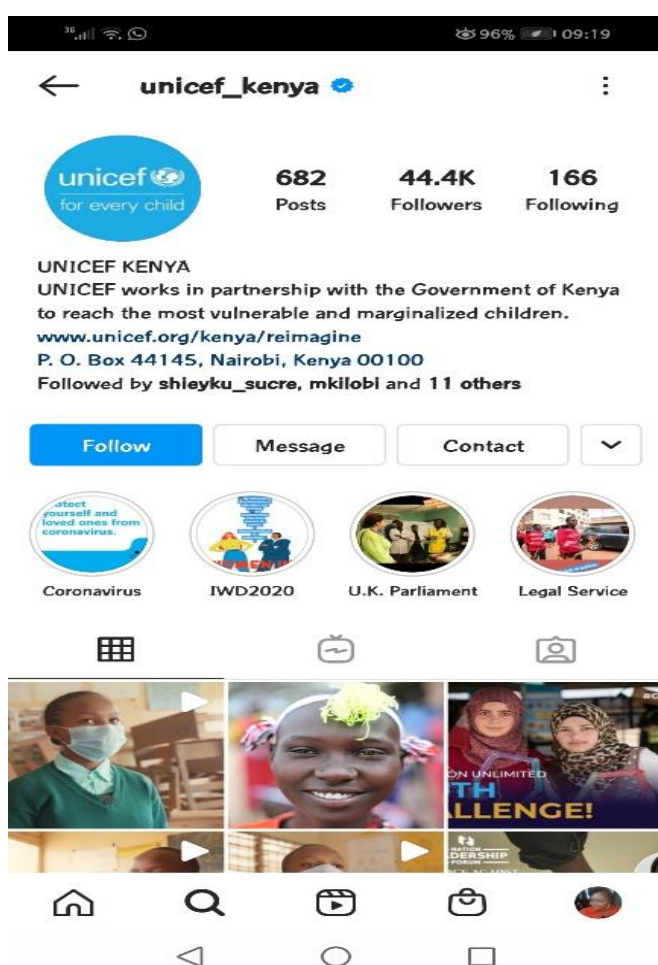 3G
96% 09:19
unicef_kenya
unicef
for every child
682
Posts
44.4K
Followers
166
Following
UNICEF KENYA
UNICEF works in partnership with the Government of Kenya
to reach the most vulnerable and marginalized children.
www.unicef.org/kenya/reimagine
P. O. Box 44145, Nairobi, Kenya 00100
Followed by shieyku_sucre, mkilobi and 11 others
Follow
Message
Contact
otect
yourself and
loved ones from
coronavirus.
Coronavirus
IWD2020
U.K. Parliament
Legal Service
ON UNLIMITED
TH
LLENGE!
NATION
DERSHIP
FORUM